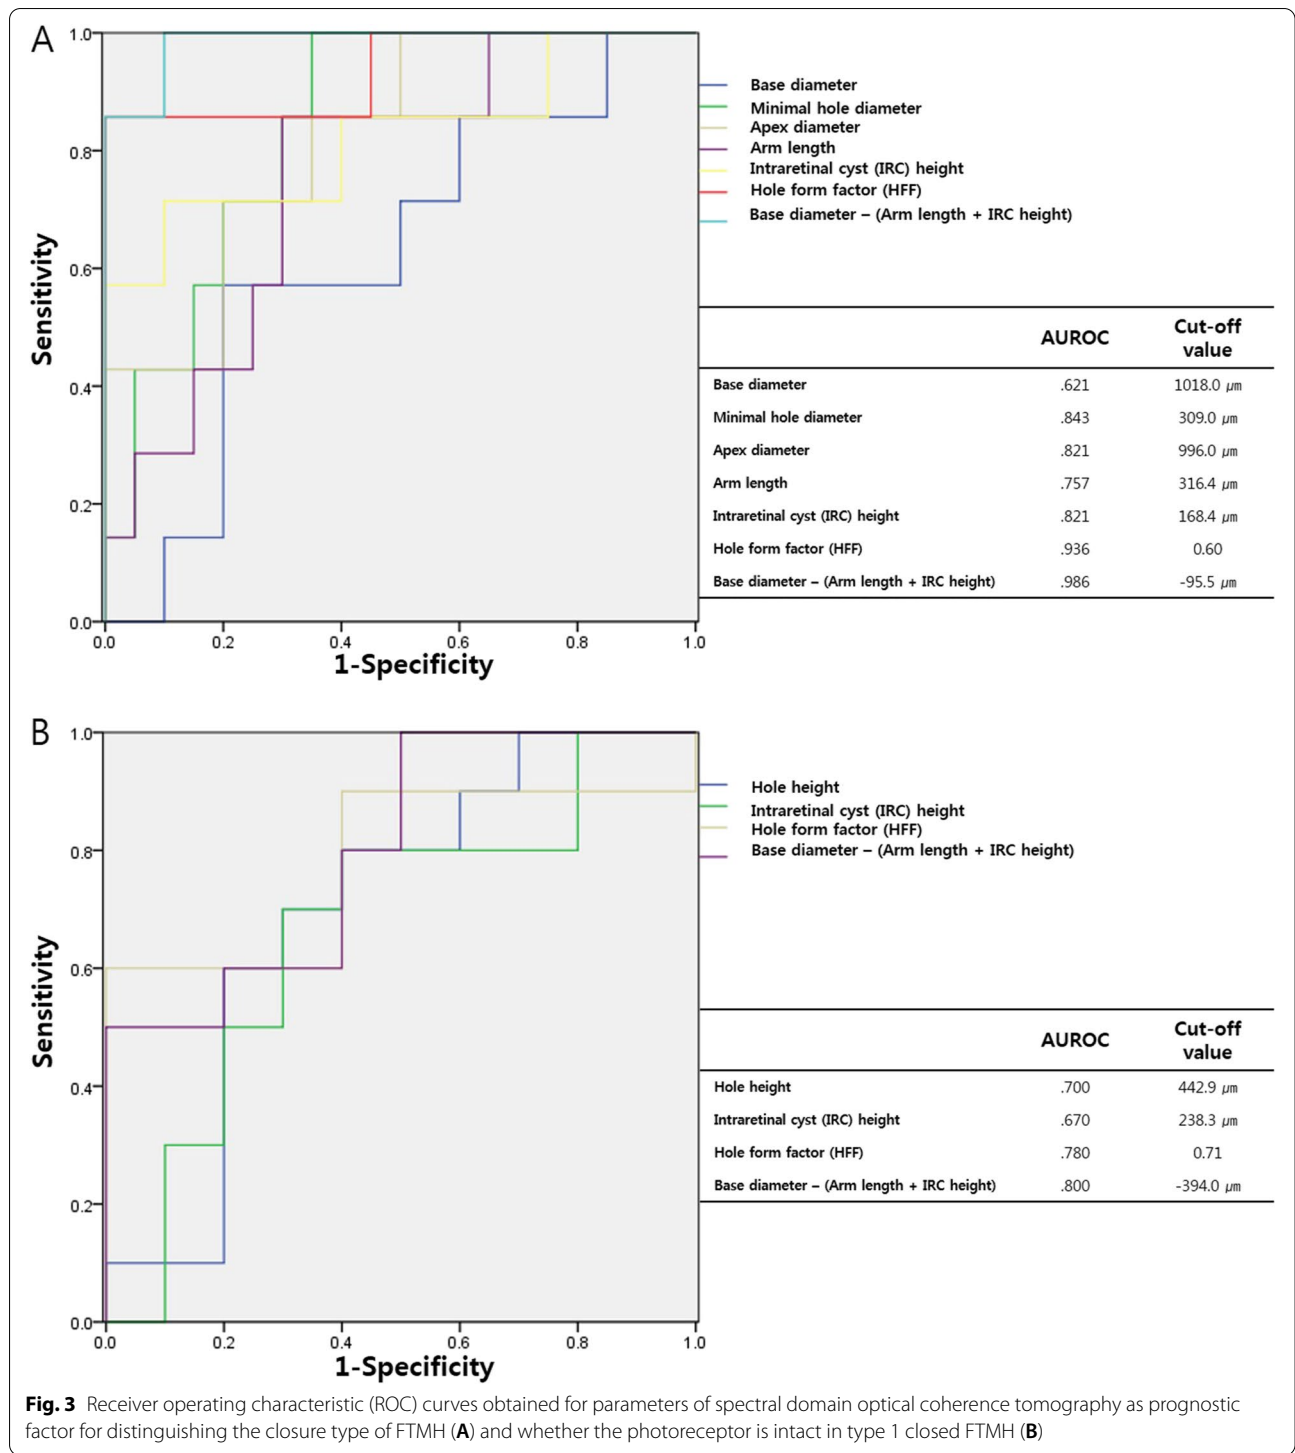 A
1.0
0.8
0.6
0.4
0.2
0.0
Sensitivity
0.0 0.2 0.4 0.6 0.8 1.0
1-Specificity
Base diameter
Minimal hole diameter
Apex diameter
Arm length
Intraretinal cyst (IRC) height
Hole form factor (HFF)
Base diameter – (Arm length + IRC height)
AUROC Cut-off value
Base diameter .621 1018.0 μm
Minimal hole diameter .843 309.0 μm
Apex diameter .821 996.0 μm
Arm length .757 316.4 μm
Intraretinal cyst (IRC) height .821 168.4 μm
Hole form factor (HFF) .936 0.60
Base diameter – (Arm length + IRC height) .986 -95.5 μm
B
1.0
0.8
0.6
0.4
0.2
0.0
Sensitivity
0.0 0.2 0.4 0.6 0.8 1.0
1-Specificity
Hole height
Intraretinal cyst (IRC) height
Hole form factor (HFF)
Base diameter – (Arm length + IRC height)
AUROC Cut-off value
Hole height .700 442.9 μm
Intraretinal cyst (IRC) height .670 238.3 μm
Hole form factor (HFF) .780 0.71
Base diameter – (Arm length + IRC height) .800 -394.0 μm
Fig. 3 Receiver operating characteristic (ROC) curves obtained for parameters of spectral domain optical coherence tomography as prognostic
factor for distinguishing the closure type of FTMH (A) and whether the photoreceptor is intact in type 1 closed FTMH (B)